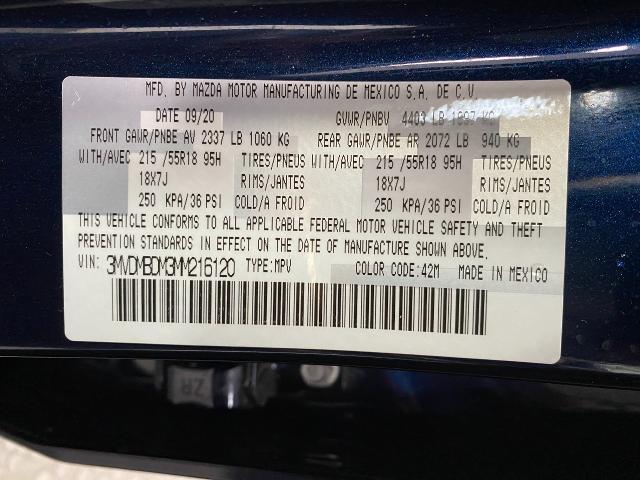 MFD. BY MAZDA MOTOR MANUFACTURING DE MEXICO S.A. DE C.V.
DATE 09/20 GVWR/PNBV 4403 LB 1997 KG
FRONT GAWR/PNBE AV 2337 LB 1060 KG REAR GAWR/PNBE AR 2072 LB 940 KG
WITH/AVEC 215 /55R18 95H TIRES/PNEUS WITH/AVEC 215 /55R18 95H TIRES/PNEUS
18X7J RIMS/JANTES 18X7J RIMS/JANTES
250 KPA/36 PSI COLD/A FROID 250 KPA/36 PSI COLD/A FROID
THIS VEHICLE CONFORMS TO ALL APPLICABLE FEDERAL MOTOR VEHICLE SAFETY AND THEFT
PREVENTION STANDARDS IN EFFECT ON THE DATE OF MANUFACTURE SHOWN ABOVE.
VIN: 3MVDMBDM3MM216120 TYPE: MPV COLOR CODE: 42M MADE IN MEXICO
ZR